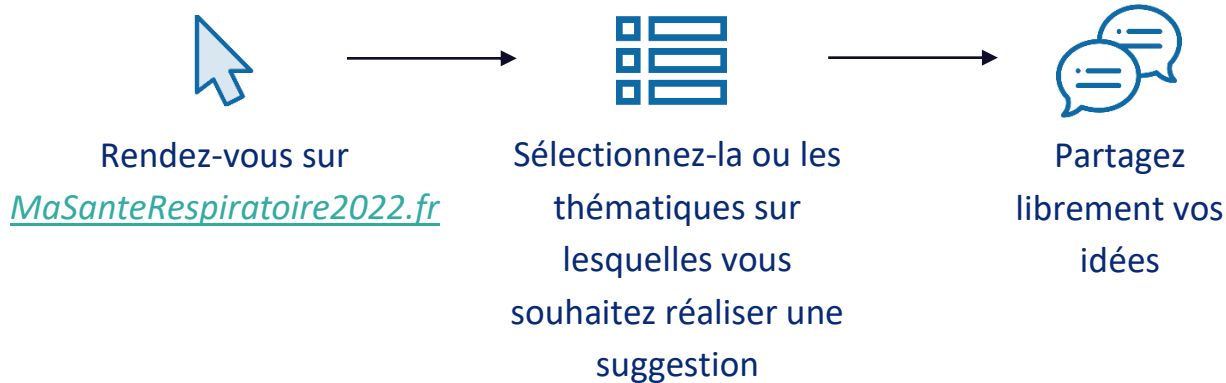 Rendez-vous sur
MaSanteRespiratoire2022.fr
Sélectionnez-la ou les
thématiques sur
lesquelles vous
souhaitez réaliser une
suggestion
Partagez
librement vos
idées